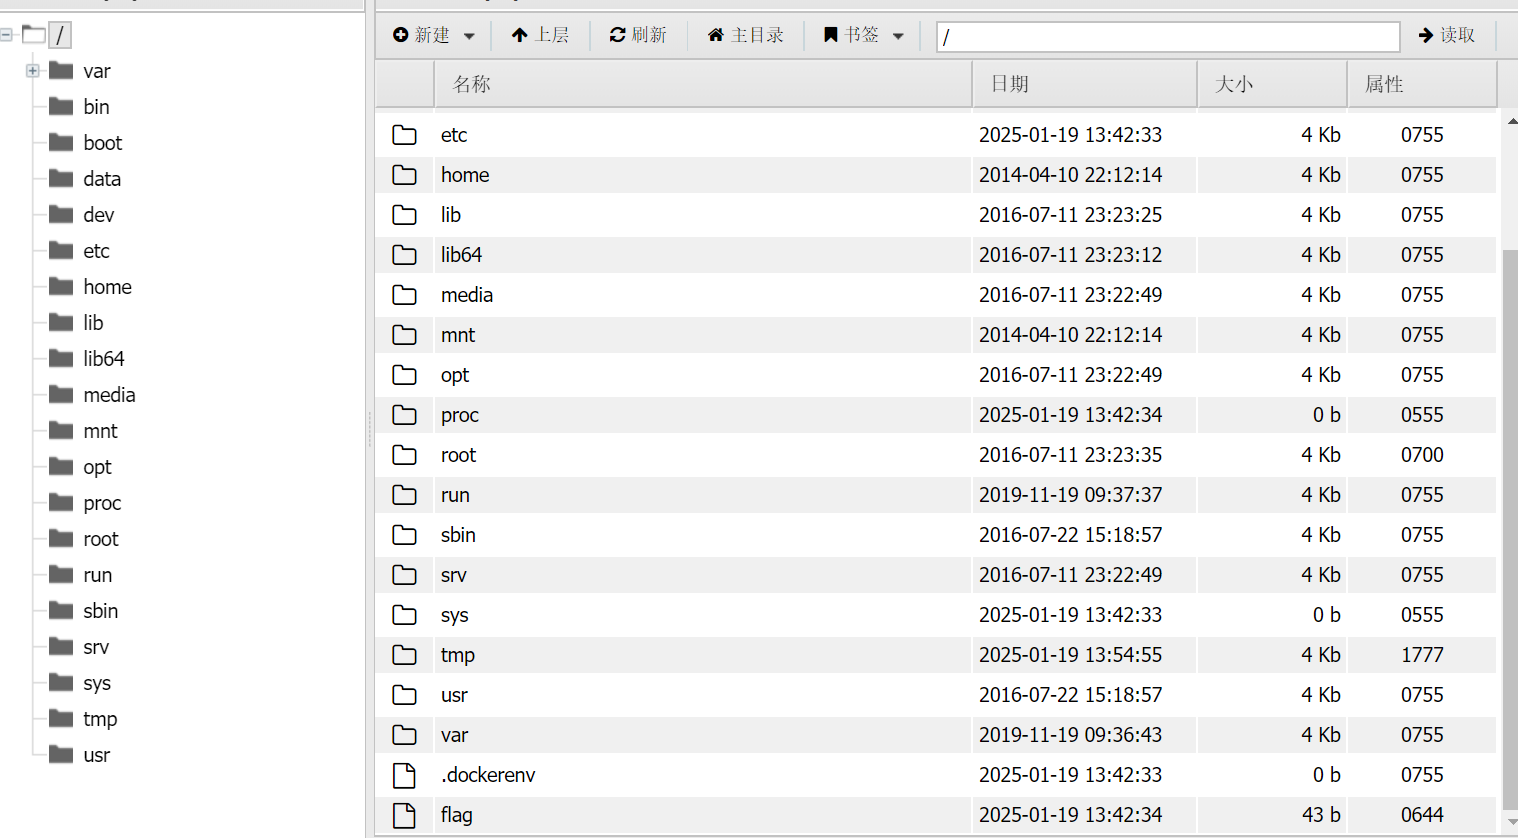 /
var
bin
boot
data
dev
etc
home
lib
lib64
media
mnt
opt
proc
root
run
sbin
srv
sys
tmp
usr
新建 上层 刷新 主目录 书签 / 读取
名称 日期 大小 属性
etc 2025-01-19 13:42:33 4 Kb 0755
home 2014-04-10 22:12:14 4 Kb 0755
lib 2016-07-11 23:23:25 4 Kb 0755
lib64 2016-07-11 23:23:12 4 Kb 0755
media 2016-07-11 23:22:49 4 Kb 0755
mnt 2014-04-10 22:12:14 4 Kb 0755
opt 2016-07-11 23:22:49 4 Kb 0755
proc 2025-01-19 13:42:34 0 b 0555
root 2016-07-11 23:23:35 4 Kb 0700
run 2019-11-19 09:37:37 4 Kb 0755
sbin 2016-07-22 15:18:57 4 Kb 0755
srv 2016-07-11 23:22:49 4 Kb 0755
sys 2025-01-19 13:42:33 0 b 0555
tmp 2025-01-19 13:54:55 4 Kb 1777
usr 2016-07-22 15:18:57 4 Kb 0755
var 2019-11-19 09:36:43 4 Kb 0755
.dockerenv 2025-01-19 13:42:33 0 b 0755
flag 2025-01-19 13:42:34 43 b 0644